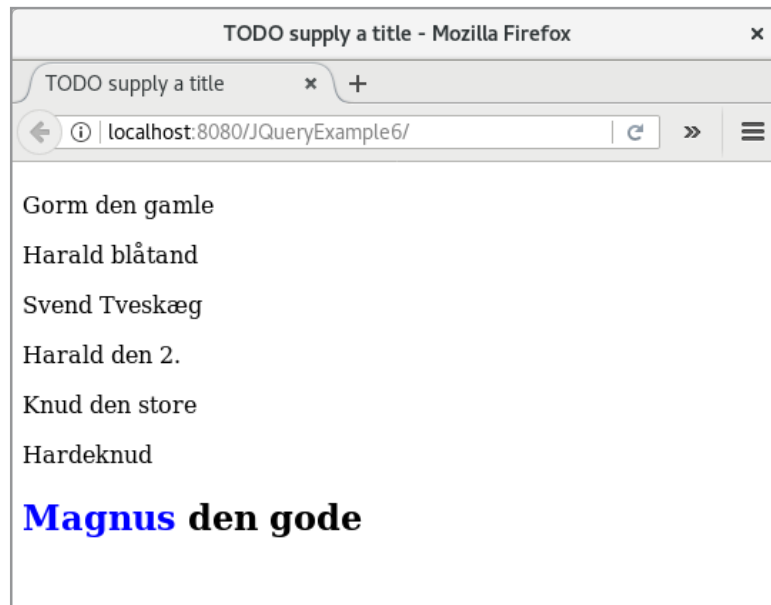 TODO supply a title - Mozilla Firefox
TODO supply a title
localhost:8080/JQueryExample6/
Gorm den gamle
Harald blåtand
Svend Tveskæg
Harald den 2.
Knud den store
Hardeknud
Magnus den gode